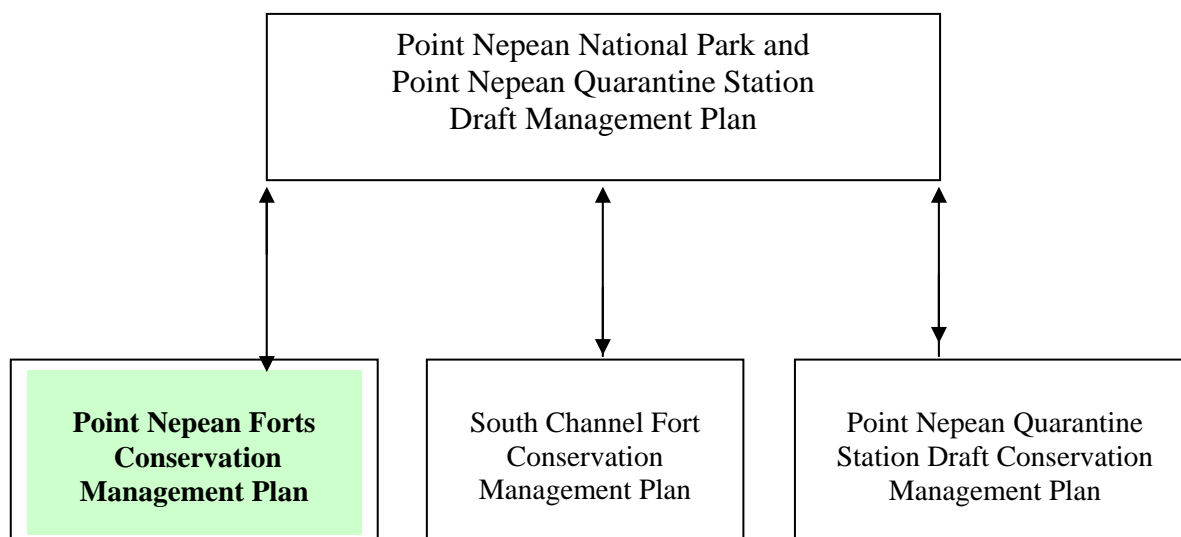 Point Nepean National Park and
Point Nepean Quarantine Station
Draft Management Plan
Point Nepean Forts
Conservation
Management Plan
South Channel Fort
Conservation
Management Plan
Point Nepean Quarantine
Station Draft Conservation
Management Plan